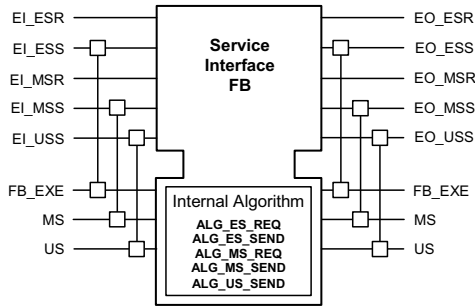 EI_ESR
EI_ESS
EI_MSR
EI_MSS
EI_USS
FB_EXE
MS
US
Service
Interface
FB
Internal Algorithm
ALG_ES_REQ
ALG_ES_SEND
ALG_MS_REQ
ALG_MS_SEND
ALG_US_SEND
EO_ESR
EO_ESS
EO_MSR
EO_MSS
EO_USS
FB_EXE
MS
US